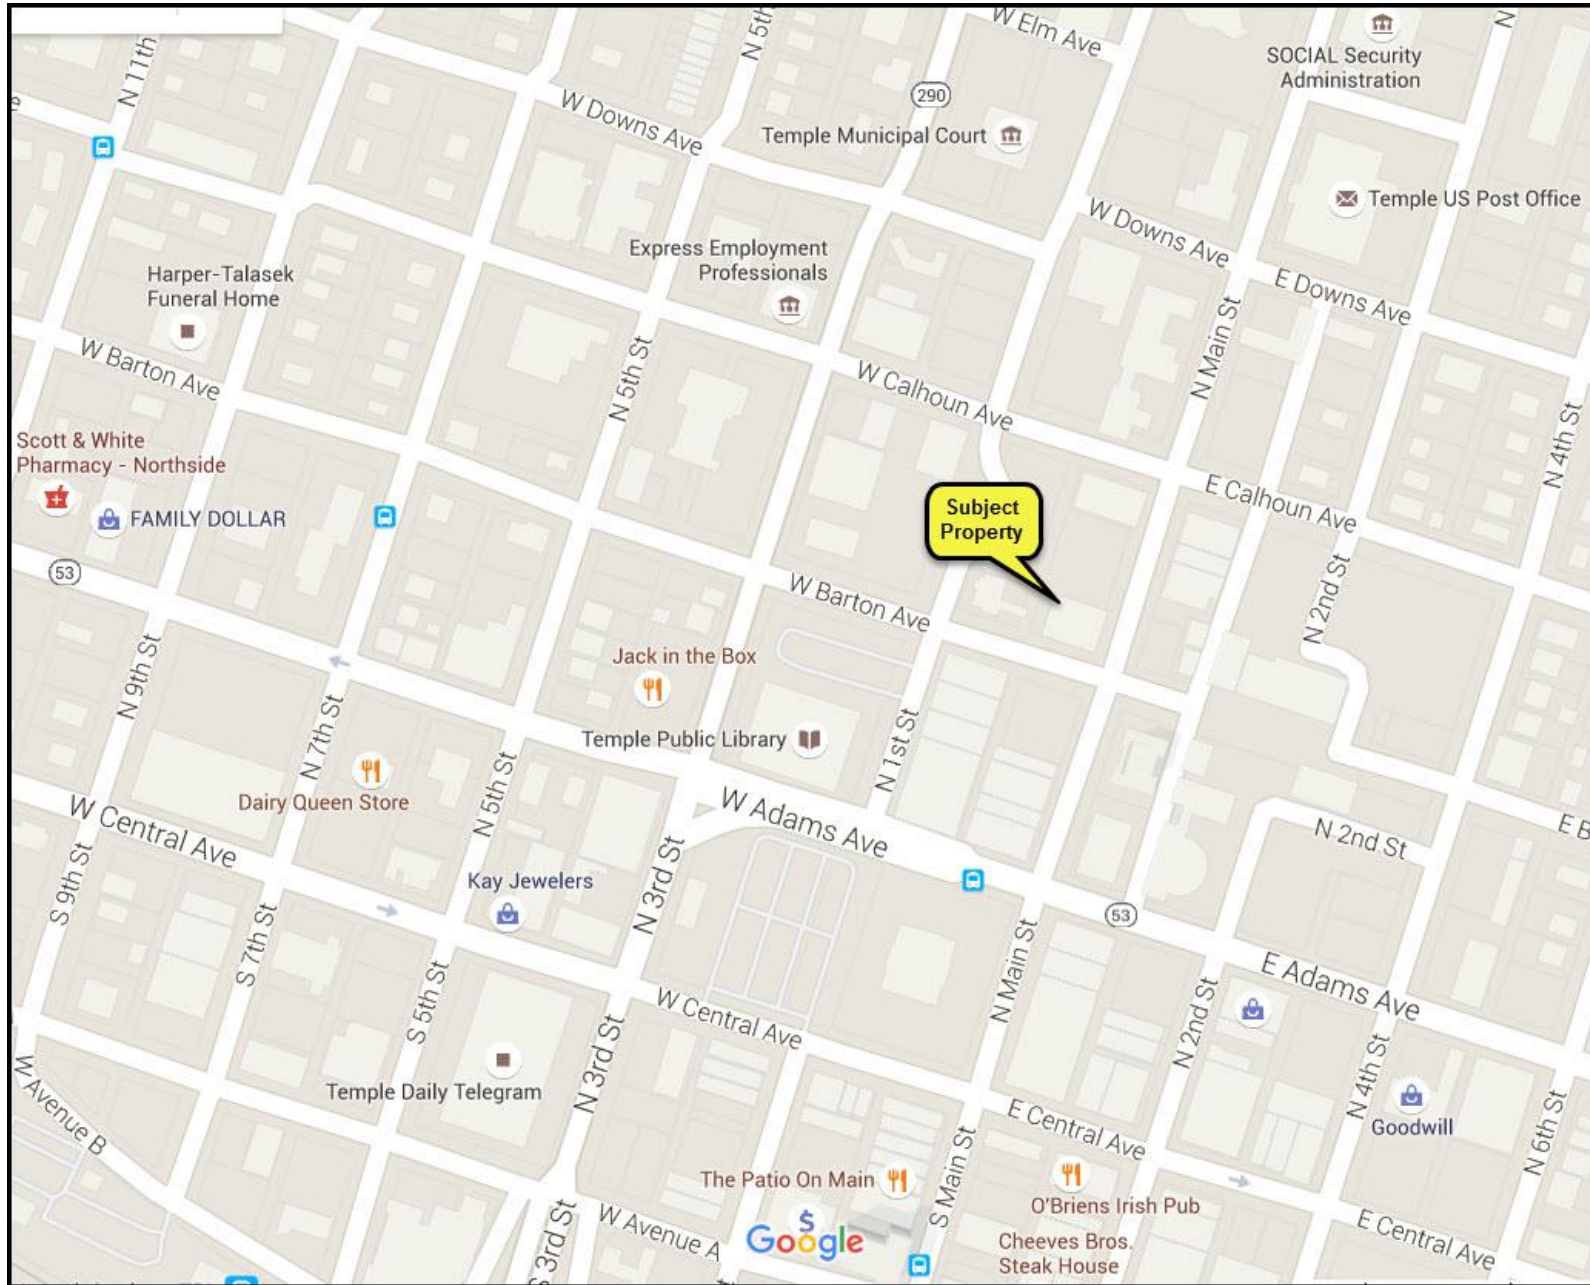 W Elm Ave
N 5th
N
N 11th
SOCIAL Security
Administration
290
W Downs Ave
Temple Municipal Court
Temple US Post Office
W Downs Ave
Express Employment
Professionals
Harper-Talasek
Funeral Home
E Downs Ave
N Main St
W Barton Ave
N 5th St
W Calhoun Ave
N 4th St
Scott & White
Pharmacy - Northside
FAMILY DOLLAR
E Calhoun Ave
Subject
Property
53
N 2nd St
W Barton Ave
N 9th St
Jack in the Box
N 7th St
Temple Public Library
N 1st St
N 5th St
Dairy Queen Store
W Central Ave
W Adams Ave
N 2nd St
E B
S 9th St
N 3rd St
Kay Jewelers
53
S 7th St
N Main St
E Adams Ave
S 5th St
W Central Ave
N 2nd St
N 3rd St
N 4th St
Temple Daily Telegram
W Avenue B
E Central Ave
Goodwill
N 6th St
The Patio On Main
S Main St
O'Briens Irish Pub
S 3rd St
W Avenue A
Google
Cheeves Bros.
Steak House
E Central Ave